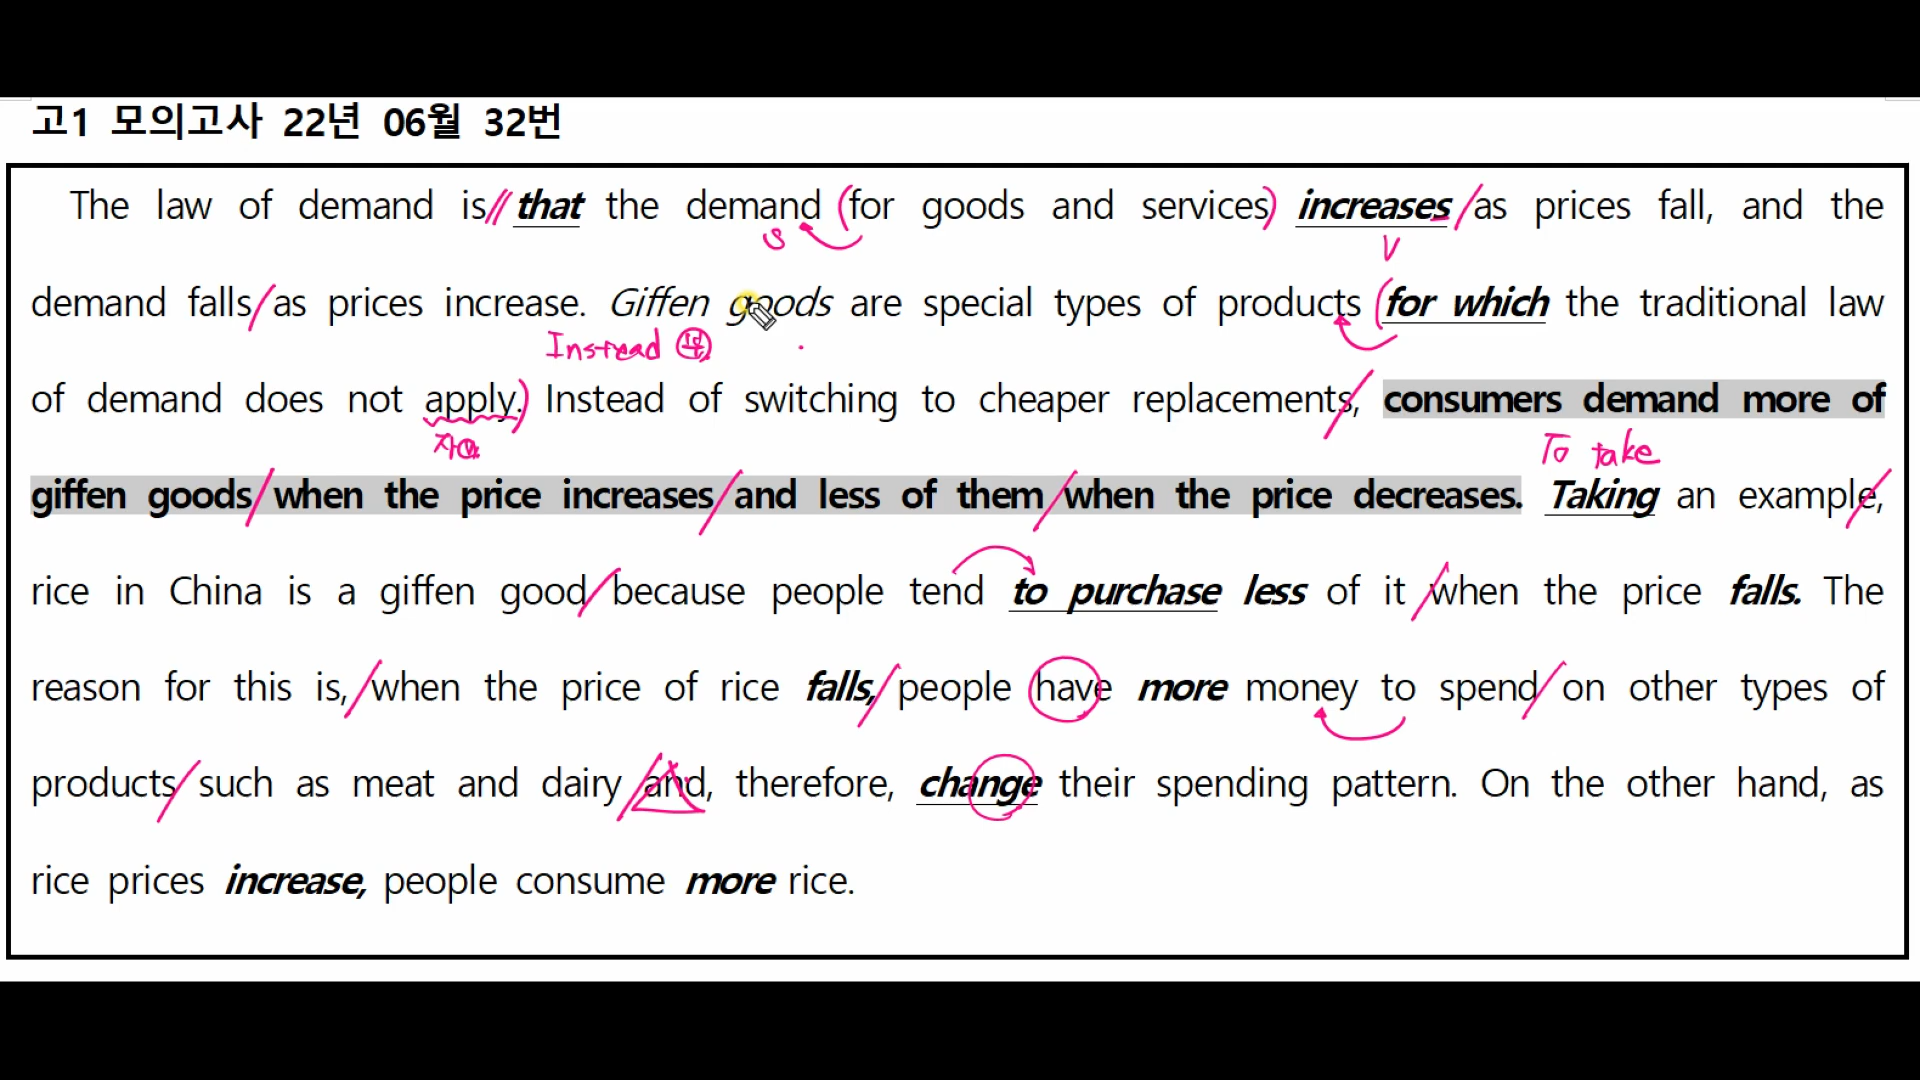 고1 모의고사 22년 06월 32번
The law of demand is that the demand for goods and services increases as prices fall, and the
S V
demand falls as prices increase. Giffen goods are special types of products for which the traditional law
Instead 부
of demand does not apply. Instead of switching to cheaper replacements, consumers demand more of
To take
giffen goods when the price increases and less of them when the price decreases. Taking an example,
rice in China is a giffen good because people tend to purchase less of it when the price falls. The
reason for this is, when the price of rice falls, people have more money to spend on other types of
products such as meat and dairy and, therefore, change their spending pattern. On the other hand, as
rice prices increase, people consume more rice.